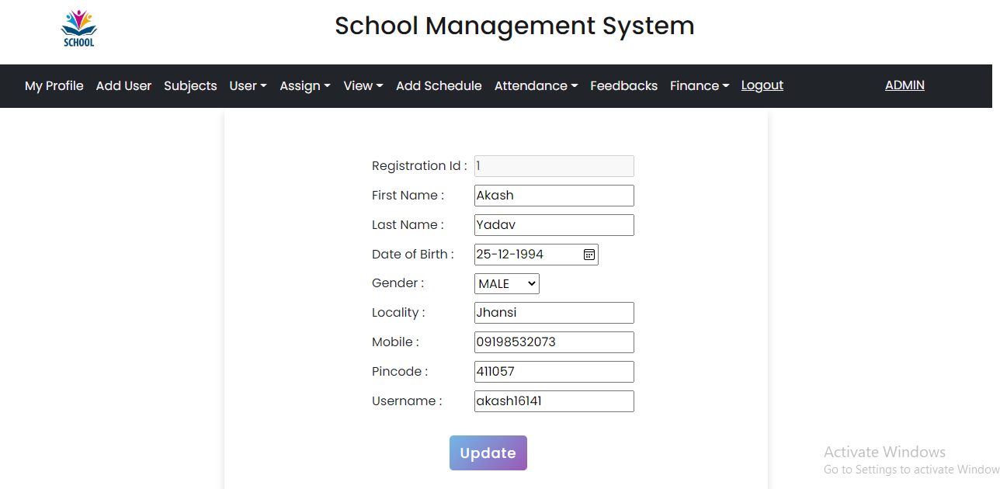 SCHOOL
School Management System
My Profile Add User Subjects User Assign View Add Schedule Attendance Feedbacks Finance Logout ADMIN
Registration Id : 1
First Name : Akash
Last Name : Yadav
Date of Birth : 25-12-1994
Gender : MALE
Locality : Jhansi
Mobile : 09198532073
Pincode : 411057
Username : akash16141
Update
Activate Windows
Go to Settings to activate Window